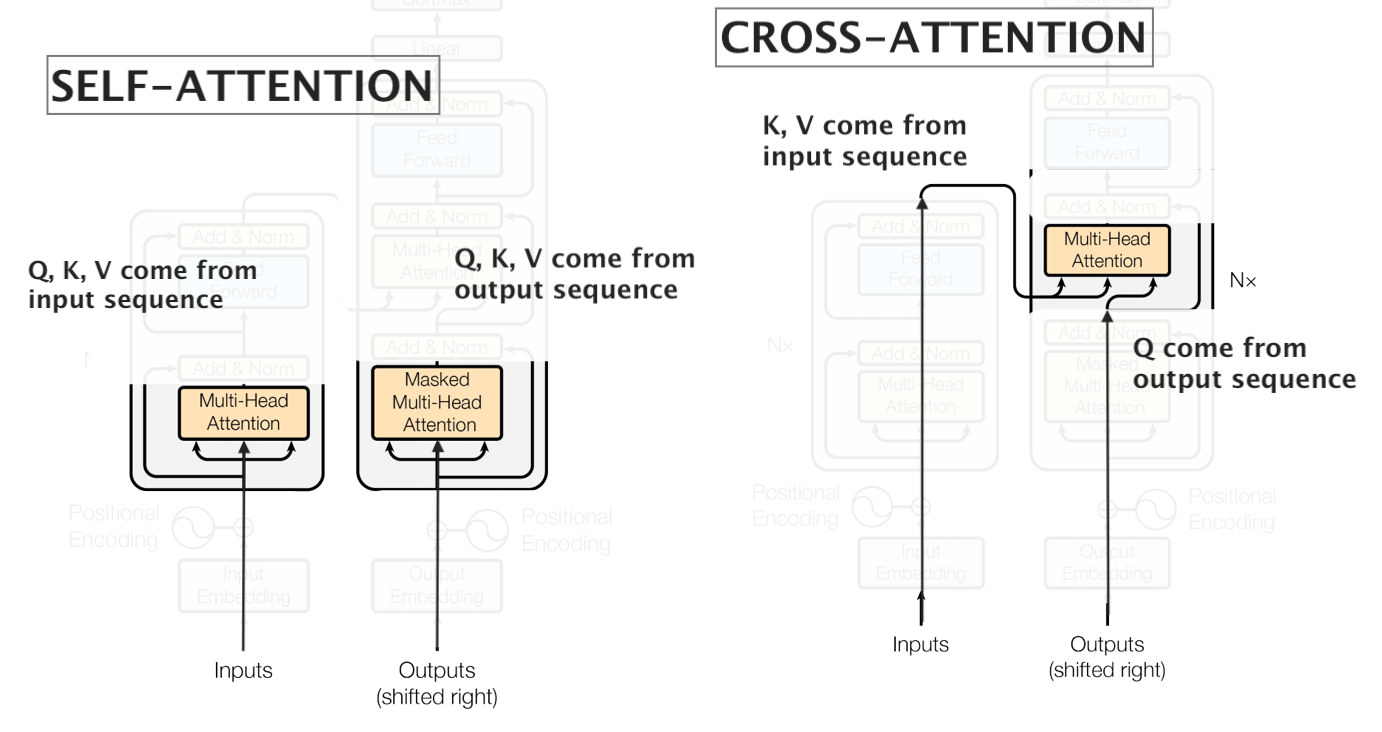 SELF-ATTENTION
Softmax
Linear
Add & Norm
Feed
Forward
Add & Norm
Multi-Head
Attention
Q, K, V come from
output sequence
Add & Norm
Masked
Multi-Head
Attention
Add & Norm
Feed
Forward
Q, K, V come from
input sequence
Add & Norm
Multi-Head
Attention
Positional
Encoding
Positional
Encoding
Input
Embedding
Output
Embedding
Inputs
Outputs
(shifted right)
CROSS-ATTENTION
K, V come from
input sequence
Add & Norm
Feed
Forward
Add & Norm
Multi-Head
Attention
N×
Add & Norm
Feed
Forward
N×
Add & Norm
Multi-Head
Attention
Add & Norm
Masked
Multi-Head
Attention
Q come from
output sequence
Positional
Encoding
Positional
Encoding
Input
Embedding
Output
Embedding
Inputs
Outputs
(shifted right)